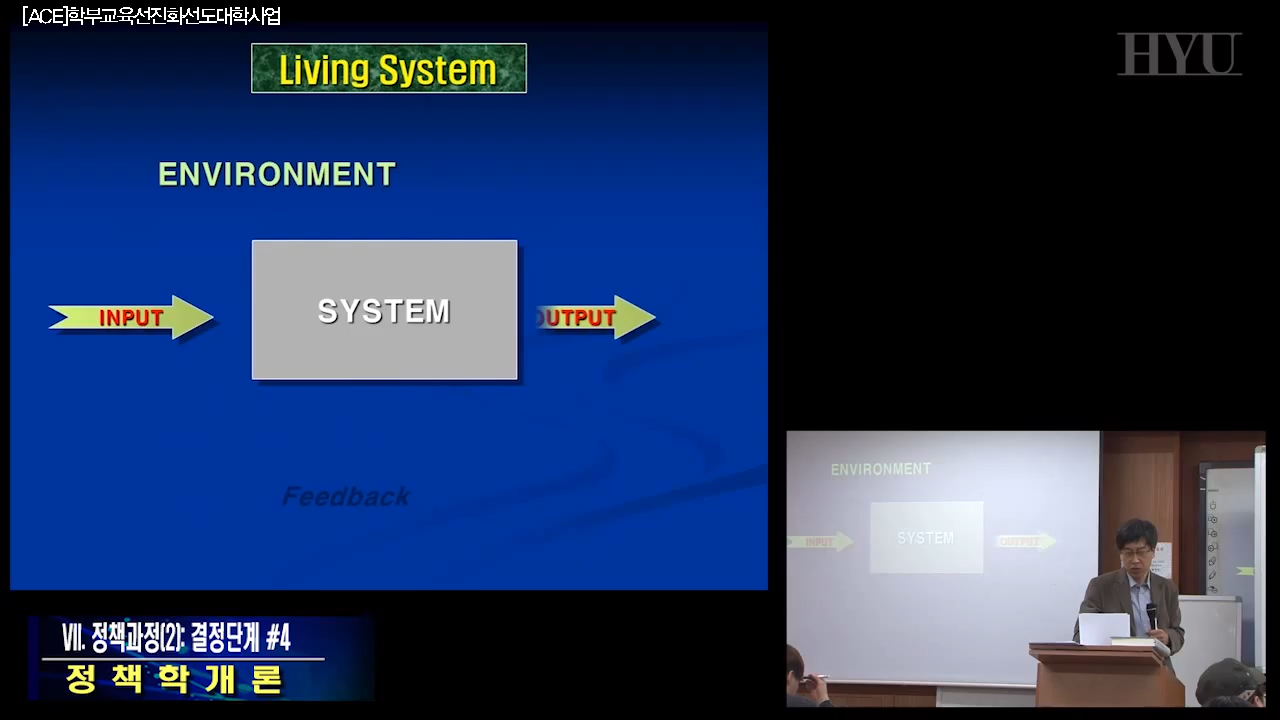 [ACE]학부교육선진화선도대학사업
HYU
Living System
ENVIRONMENT
INPUT
SYSTEM
OUTPUT
Feedback
VII. 정책과정(2): 결정단계 #4
정책학개론
ENVIRONMENT
INPUT
SYSTEM
OUTPUT